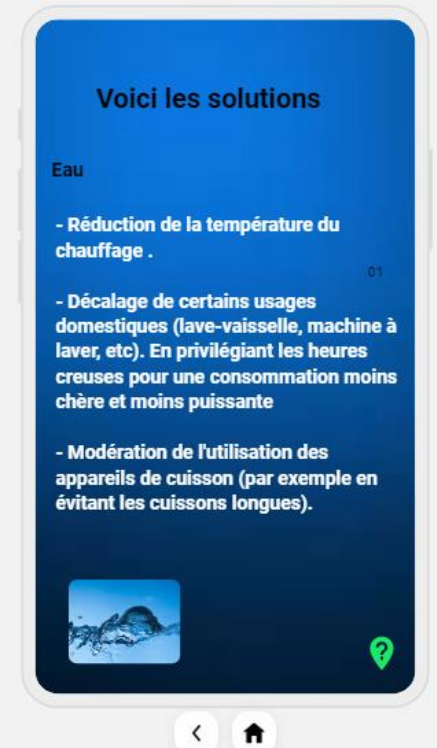 Voici les solutions
Eau
- Réduction de la température du
chauffage .
01
- Décalage de certains usages
domestiques (lave-vaisselle, machine à
laver, etc). En privilégiant les heures
creuses pour une consommation moins
chère et moins puissante
- Modération de l'utilisation des
appareils de cuisson (par exemple en
évitant les cuissons longues).
?